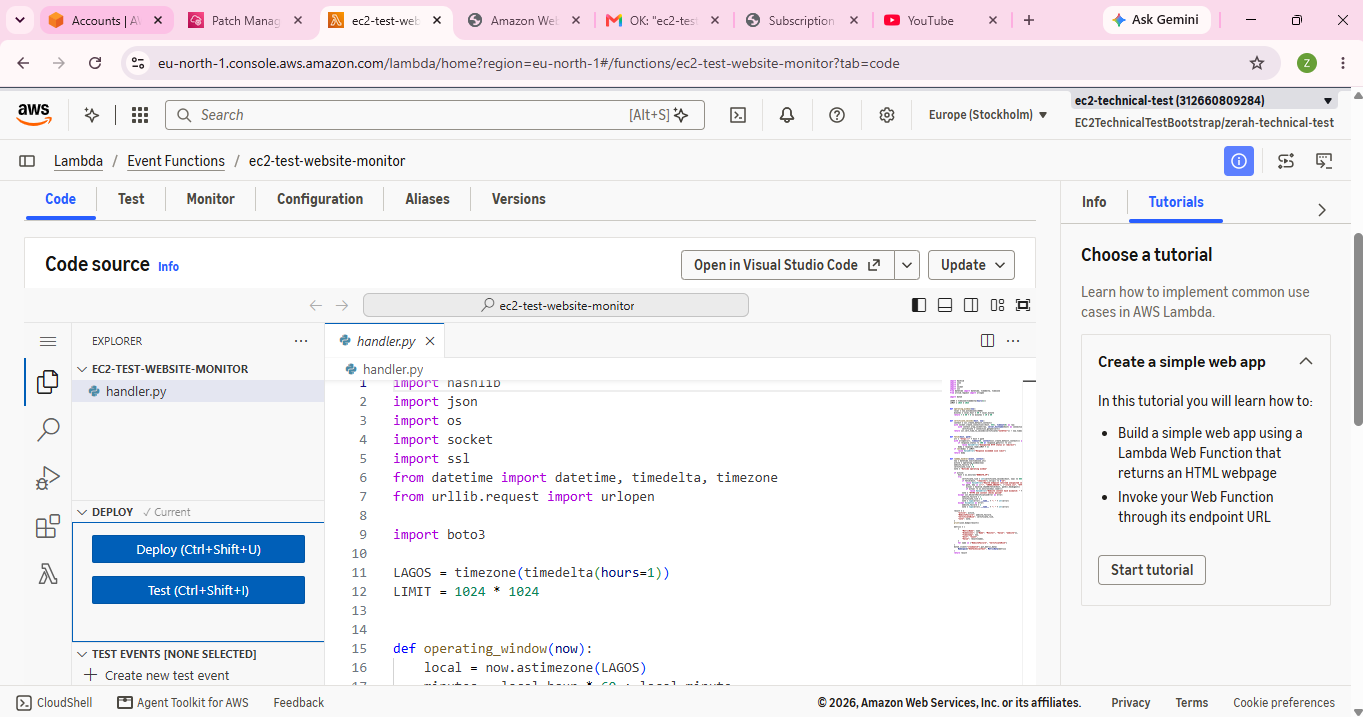 Accounts | A
Patch Manag
ec2-test-web
Amazon We
OK: "ec2-test
Subscription
YouTube
Ask Gemini
eu-north-1.console.aws.amazon.com/lambda/home?region=eu-north-1#/functions/ec2-test-website-monitor?tab=code
Z
aws
Search
[Alt+S]
Europe (Stockholm)
ec2-technical-test (312660809284)
EC2TechnicalTestBootstrap/zerah-technical-test
Lambda / Event Functions / ec2-test-website-monitor
Code
Test
Monitor
Configuration
Aliases
Versions
Info
Tutorials
Code source Info
Open in Visual Studio Code
Update
ec2-test-website-monitor
EXPLORER
EC2-TEST-WEBSITE-MONITOR
handler.py
DEPLOY Current
Deploy (Ctrl+Shift+U)
Test (Ctrl+Shift+I)
TEST EVENTS [NONE SELECTED]
Create new test event
handler.py
handler.py
1 import hashlib
2 import json
3 import os
4 import socket
5 import ssl
6 from datetime import datetime, timedelta, timezone
7 from urllib.request import urlopen
8
9 import boto3
10
11 LAGOS = timezone(timedelta(hours=1))
12 LIMIT = 1024 * 1024
13
14
15 def operating_window(now):
16 local = now.astimezone(LAGOS)
17 minutes = local.hour * 60 + local.minute
Choose a tutorial
Learn how to implement common use
cases in AWS Lambda.
Create a simple web app
In this tutorial you will learn how to:
• Build a simple web app using a
Lambda Web Function that
returns an HTML webpage
• Invoke your Web Function
through its endpoint URL
Start tutorial
CloudShell
Agent Toolkit for AWS
Feedback
© 2026, Amazon Web Services, Inc. or its affiliates.
Privacy
Terms
Cookie preferences